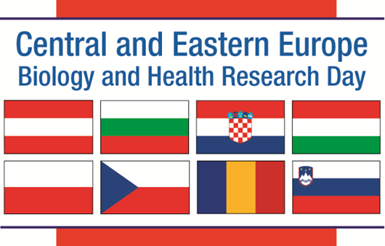 Central and Eastern Europe
Biology and Health Research Day